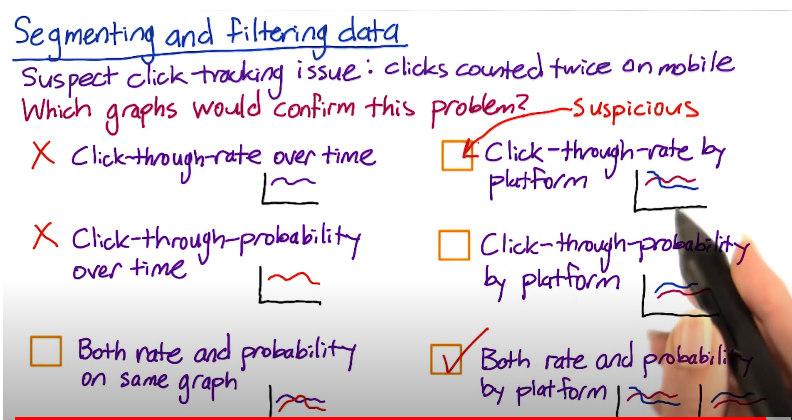 Segmenting and filtering data
Suspect click-tracking issue: clicks counted twice on mobile
Which graphs would confirm this problem?
Suspicious
X Click-through-rate over time
Click-through-rate by
platform
X Click-through-probability
over time
Click-through-probability
by platform
Both rate and probability
on same graph
Both rate and probability
by platform